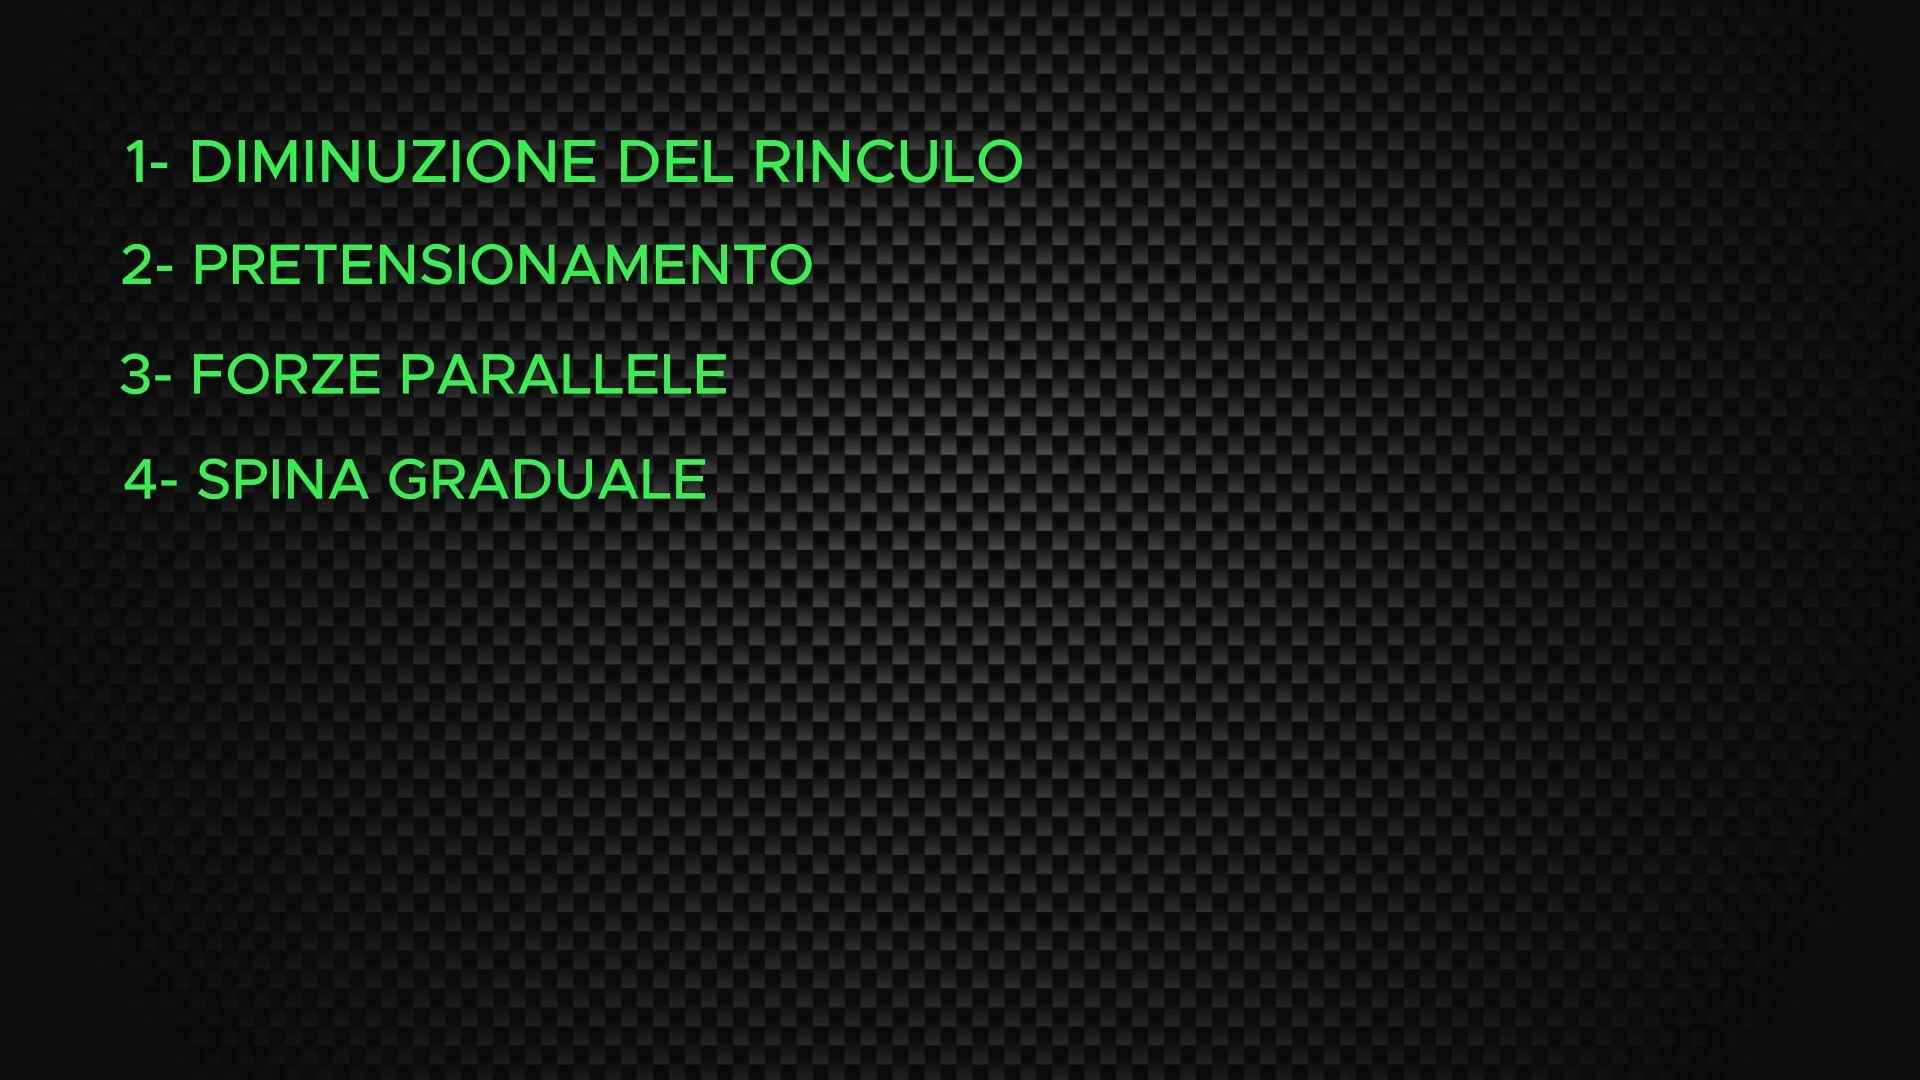 1- DIMINUZIONE DEL RINCULO
2- PRETENSIONAMENTO
3- FORZE PARALLELE
4- SPINA GRADUALE